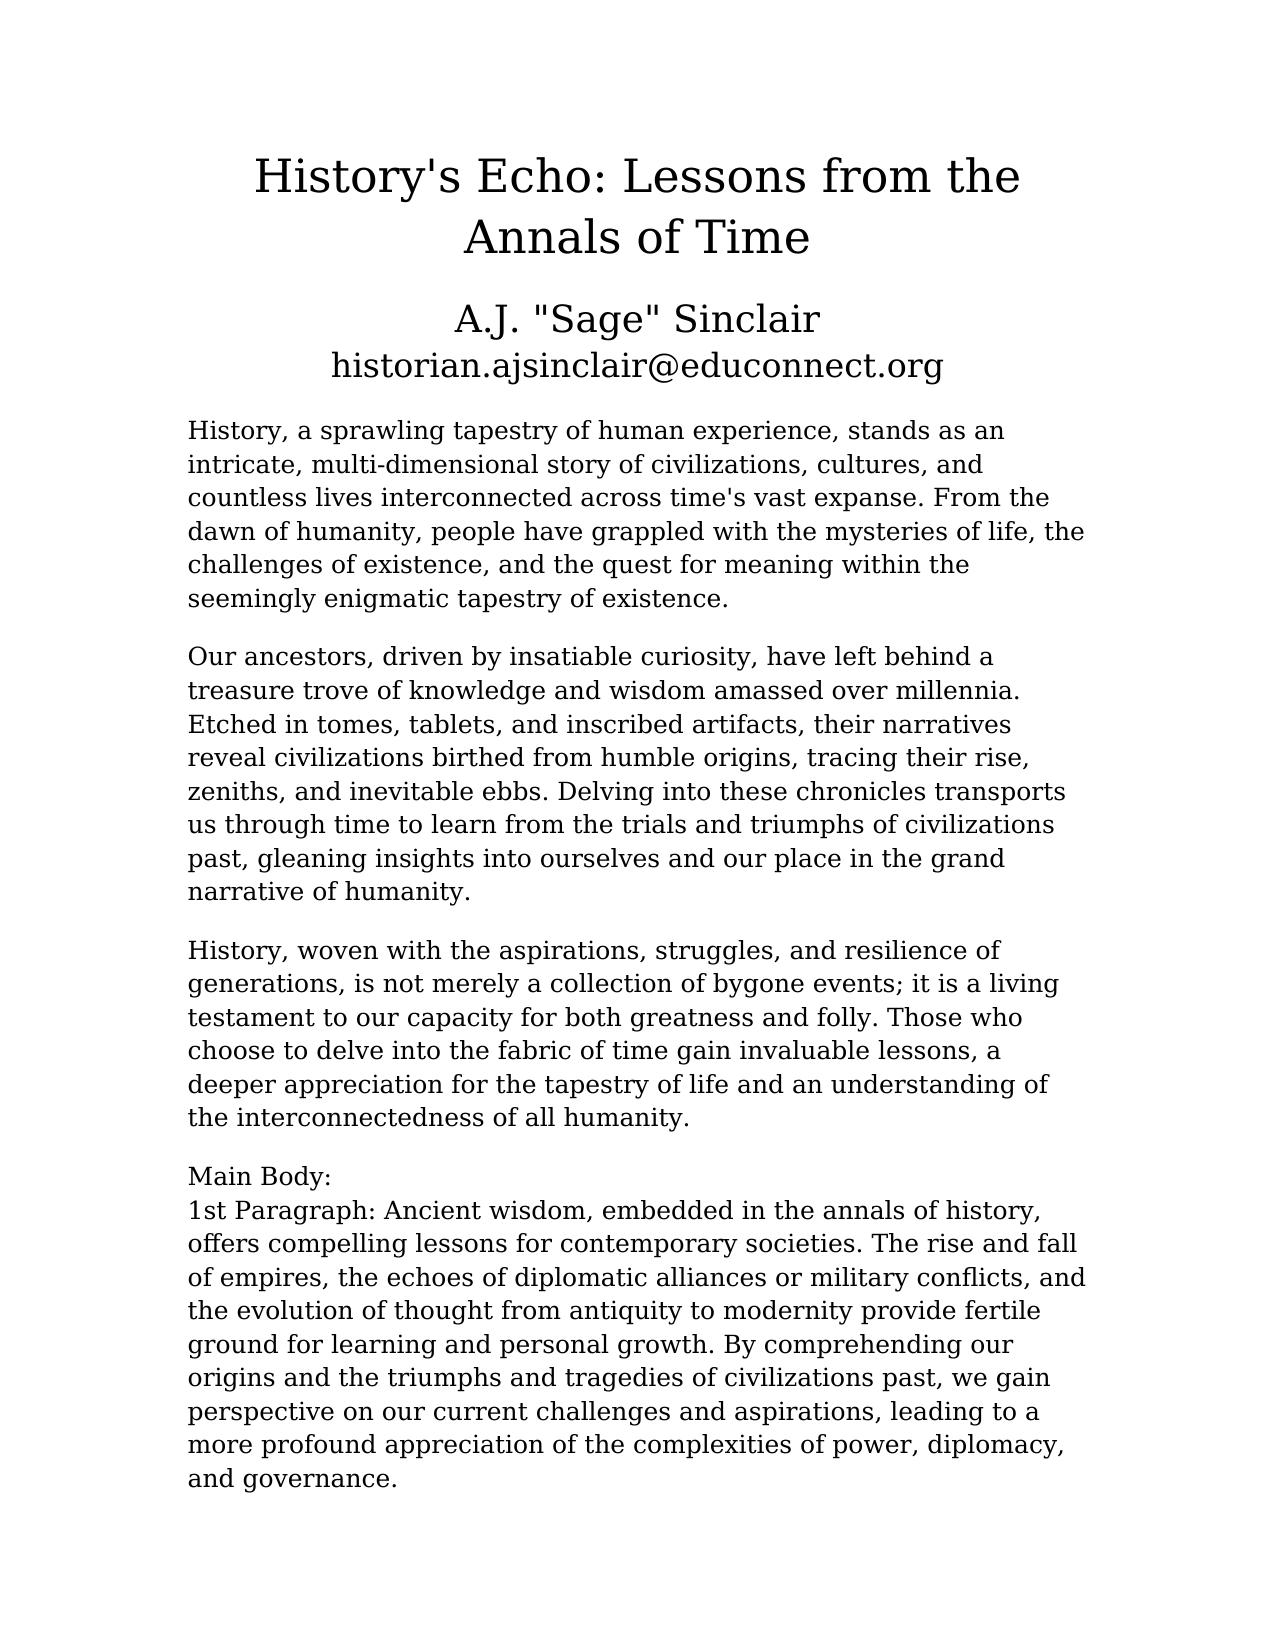 History's Echo: Lessons from the
Annals of Time
A.J. "Sage" Sinclair
historian.ajsinclair@educonnect.org
History, a sprawling tapestry of human experience, stands as an
intricate, multi-dimensional story of civilizations, cultures, and
countless lives interconnected across time's vast expanse. From the
dawn of humanity, people have grappled with the mysteries of life, the
challenges of existence, and the quest for meaning within the
seemingly enigmatic tapestry of existence.
Our ancestors, driven by insatiable curiosity, have left behind a
treasure trove of knowledge and wisdom amassed over millennia.
Etched in tomes, tablets, and inscribed artifacts, their narratives
reveal civilizations birthed from humble origins, tracing their rise,
zeniths, and inevitable ebbs. Delving into these chronicles transports
us through time to learn from the trials and triumphs of civilizations
past, gleaning insights into ourselves and our place in the grand
narrative of humanity.
History, woven with the aspirations, struggles, and resilience of
generations, is not merely a collection of bygone events; it is a living
testament to our capacity for both greatness and folly. Those who
choose to delve into the fabric of time gain invaluable lessons, a
deeper appreciation for the tapestry of life and an understanding of
the interconnectedness of all humanity.
Main Body:
1st Paragraph: Ancient wisdom, embedded in the annals of history,
offers compelling lessons for contemporary societies. The rise and fall
of empires, the echoes of diplomatic alliances or military conflicts, and
the evolution of thought from antiquity to modernity provide fertile
ground for learning and personal growth. By comprehending our
origins and the triumphs and tragedies of civilizations past, we gain
perspective on our current challenges and aspirations, leading to a
more profound appreciation of the complexities of power, diplomacy,
and governance.